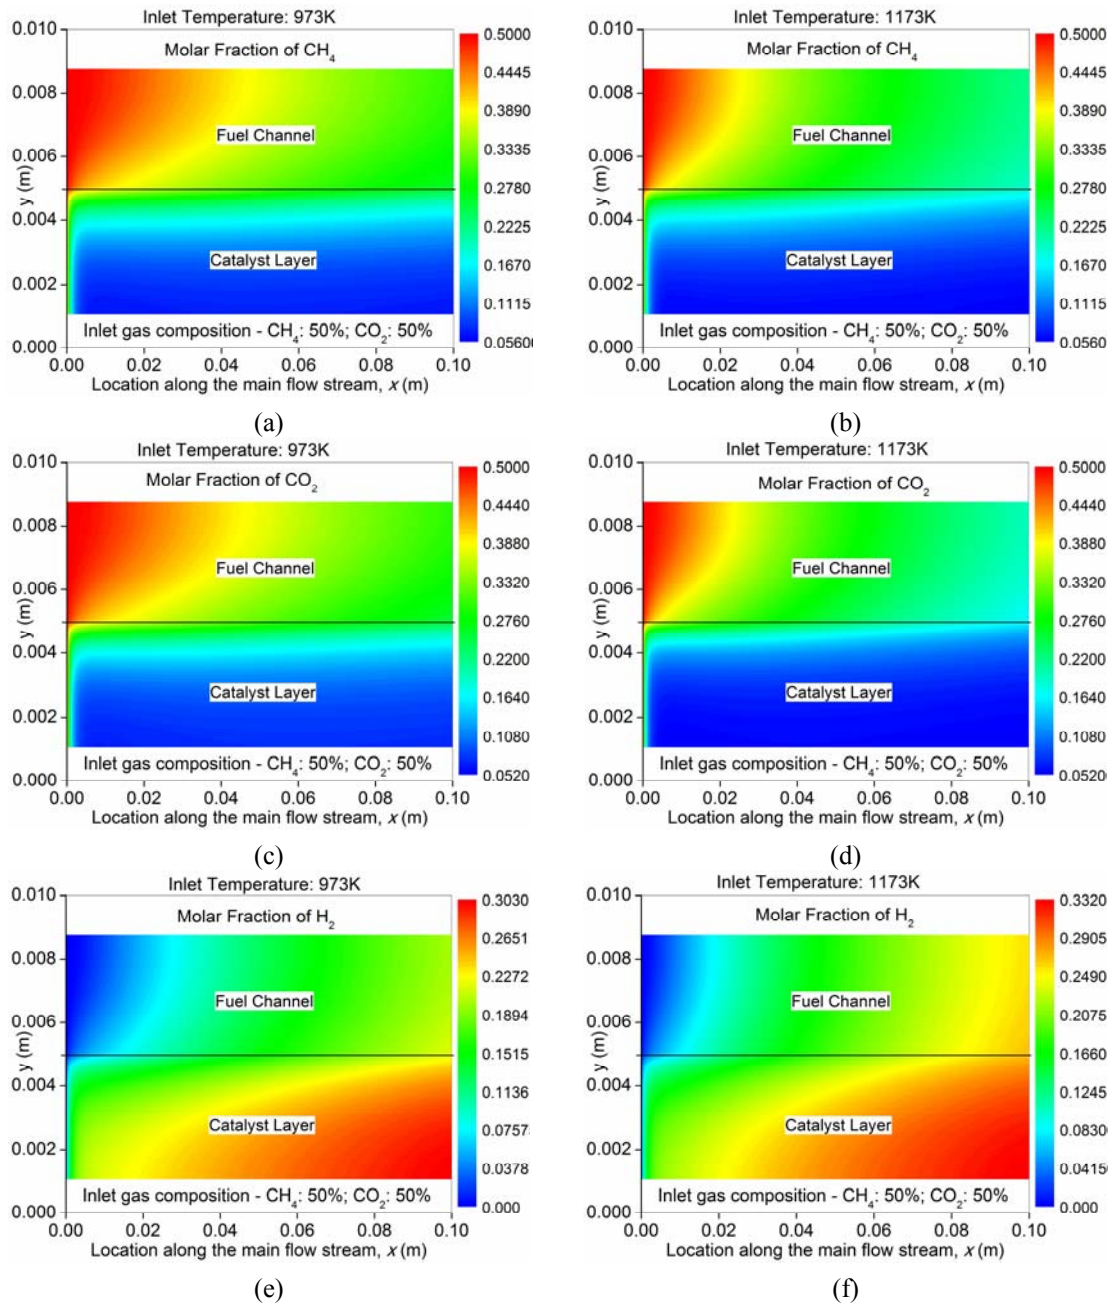 Inlet Temperature: 973K
Molar Fraction of CH4
Fuel Channel
Catalyst Layer
Inlet gas composition - CH4: 50%; CO2: 50%
y (m)
0.010
0.008
0.006
0.004
0.002
0.000
0.00 0.02 0.04 0.06 0.08 0.10
Location along the main flow stream, x (m)
0.5000
0.4445
0.3890
0.3335
0.2780
0.2225
0.1670
0.1115
0.0560
(a)
Inlet Temperature: 1173K
Molar Fraction of CH4
Fuel Channel
Catalyst Layer
Inlet gas composition - CH4: 50%; CO2: 50%
y (m)
0.010
0.008
0.006
0.004
0.002
0.000
0.00 0.02 0.04 0.06 0.08 0.10
Location along the main flow stream, x (m)
0.5000
0.4445
0.3890
0.3335
0.2780
0.2225
0.1670
0.1115
0.0560
(b)
Inlet Temperature: 973K
Molar Fraction of CO2
Fuel Channel
Catalyst Layer
Inlet gas composition - CH4: 50%; CO2: 50%
y (m)
0.010
0.008
0.006
0.004
0.002
0.000
0.00 0.02 0.04 0.06 0.08 0.10
Location along the main flow stream, x (m)
0.5000
0.4440
0.3880
0.3320
0.2760
0.2200
0.1640
0.1080
0.0520
(c)
Inlet Temperature: 1173K
Molar Fraction of CO2
Fuel Channel
Catalyst Layer
Inlet gas composition - CH4: 50%; CO2: 50%
y (m)
0.010
0.008
0.006
0.004
0.002
0.000
0.00 0.02 0.04 0.06 0.08 0.10
Location along the main flow stream, x (m)
0.5000
0.4440
0.3880
0.3320
0.2760
0.2200
0.1640
0.1080
0.0520
(d)
Inlet Temperature: 973K
Molar Fraction of H2
Fuel Channel
Catalyst Layer
Inlet gas composition - CH4: 50%; CO2: 50%
y (m)
0.010
0.008
0.006
0.004
0.002
0.000
0.00 0.02 0.04 0.06 0.08 0.10
Location along the main flow stream, x (m)
0.3030
0.2651
0.2272
0.1894
0.1515
0.1136
0.07575
0.03788
0.000
(e)
Inlet Temperature: 1173K
Molar Fraction of H2
Fuel Channel
Catalyst Layer
Inlet gas composition - CH4: 50%; CO2: 50%
y (m)
0.010
0.008
0.006
0.004
0.002
0.000
0.00 0.02 0.04 0.06 0.08 0.10
Location along the main flow stream, x (m)
0.3320
0.2905
0.2490
0.2075
0.1660
0.1245
0.0830
0.04150
0.000
(f)